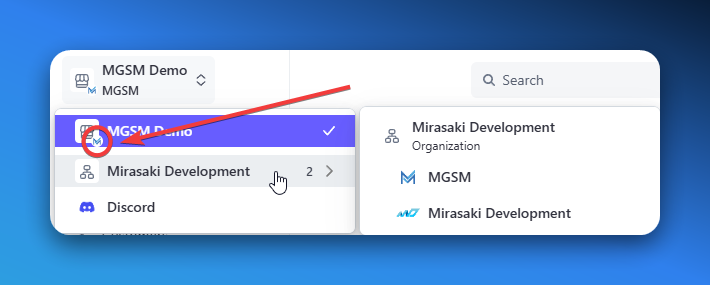 MGSM Demo
MGSM
Search
MGSM Demo
Mirasaki Development 2
Discord
Mirasaki Development
Organization
MGSM
Mirasaki Development